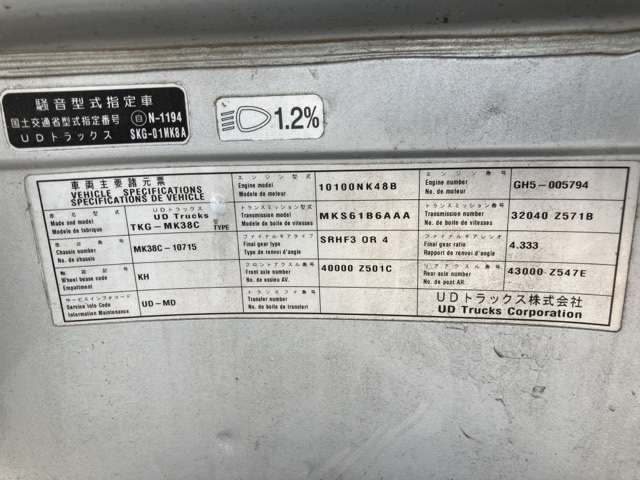 騒音型式指定車
国土交通省型式指定番号 自 N-1194
UDトラックス SKG-01MK8A
1.2%
車両主要諸元票
VEHICLE SPECIFICATIONS
SPECIFICATIONS DE VEHICLE
車名型式 UDトラックス
Made and model UD Trucks
Modele de fabrique TKG-MK38C 型 TYPE
登録番号
Chassis number MK38C-10715
No. de chassis
軸距記号
Wheel base code KH
Empattiment
サービスインフォコード
Service Info Code UD-MD
Information Maintenance
エンジン型式
Engine model 10100NK48B
Modele de moteur
トランスミッション型式
Transmission model MKS61B6AAA
Modele de boite de vitesses
ファイナルギアタイプ
Final gear type SRHF3 OR 4
Type de renvoi d'angle
フロントアクスル番号
Front axle number 40000 Z501C
No. de essieu AV.
トランスファ番号
Transfer number
No. de boite de transfert
エンジン番号
Engine number GH5-005794
No. de moteur
トランスミッション番号
Transmission number 32040 Z571B
No. de boite de vitesses
ファイナルギアレシオ
Final gear ratio 4.333
Rapport de renvoi d'angle
リアアクスル番号
Rear axle number 43000 Z547E
No. de pont AR.
UDトラックス株式会社
UD Trucks Corporation